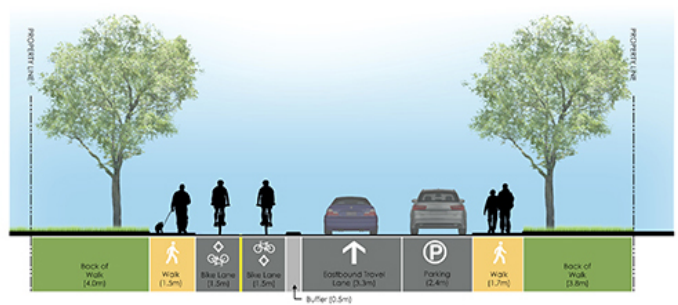 PROPERTY LINE
PROPERTY LINE
Back of
Walk
(4.0m)
Walk
(1.5m)
Bike Lane
(1.5m)
Bike Lane
(1.5m)
Eastbound Travel
Lane (3.3m)
P
Parking
(2.4m)
Walk
(1.7m)
Back of
Walk
(3.8m)
Buffer (0.5m)